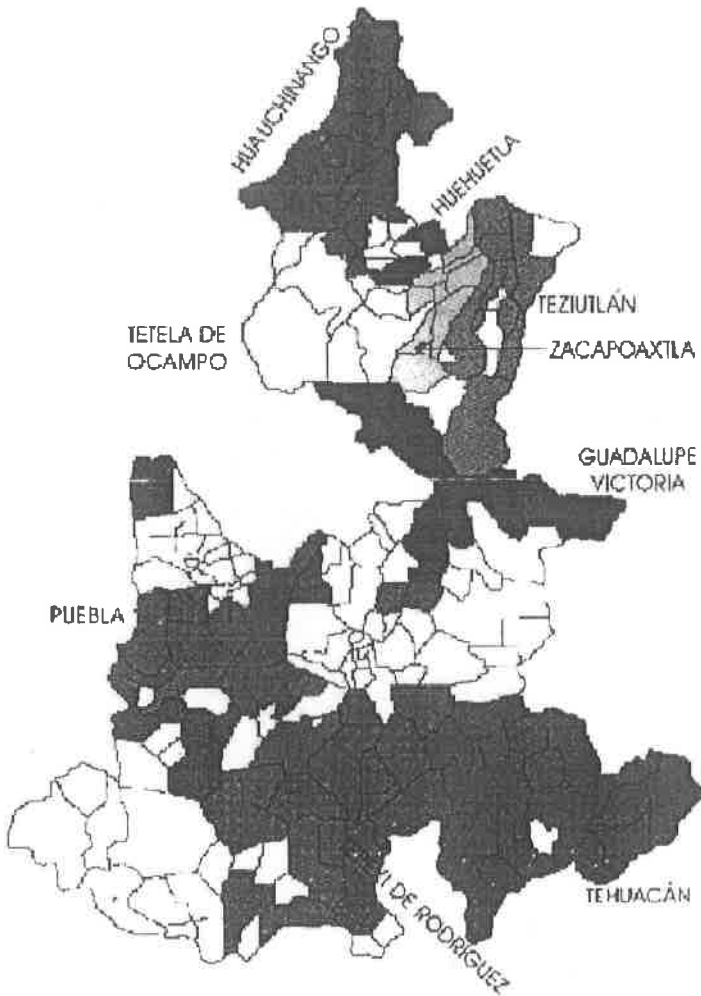 HUAUCHINANGO
HUEHUETLA
TEZIUTLÁN
TETELA DE
OCAMPO
ZACAPOAXTLA
GUADALUPE
VICTORIA
PUEBLA
TEHUACÁN
DE RODRÍGUEZ